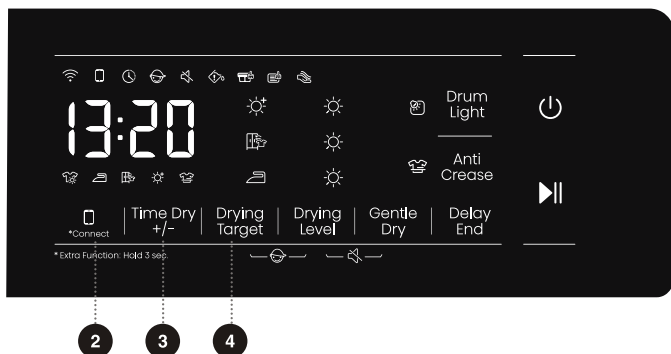 13:20
Drum
Light
Anti
Crease
*Connect
Time Dry
+/-
Drying
Target
Drying
Level
Gentle
Dry
Delay
End
* Extra Function: Hold 3 sec.
2
3
4